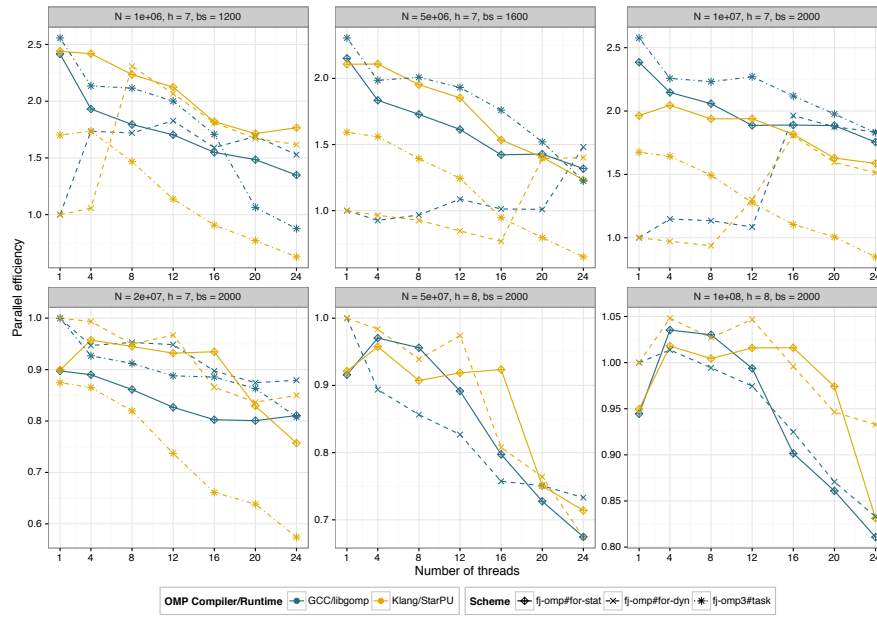 N = 1e+06, h = 7, bs = 1200
N = 5e+06, h = 7, bs = 1600
N = 1e+07, h = 7, bs = 2000
2.5
2.0
1.5
1.0
1 4 8 12 16 20 24
2.0
1.5
1.0
1 4 8 12 16 20 24
2.5
2.0
1.5
1.0
1 4 8 12 16 20 24
Parallel efficiency
N = 2e+07, h = 7, bs = 2000
N = 5e+07, h = 8, bs = 2000
N = 1e+08, h = 8, bs = 2000
1.0
0.9
0.8
0.7
0.6
1 4 8 12 16 20 24
1.0
0.9
0.8
0.7
1 4 8 12 16 20 24
1.05
1.00
0.95
0.90
0.85
0.80
1 4 8 12 16 20 24
Number of threads
OMP Compiler/Runtime GCC/libgomp Klang/StarPU Scheme fj-omp#for-stat fj-omp#for-dyn fj-omp3#task